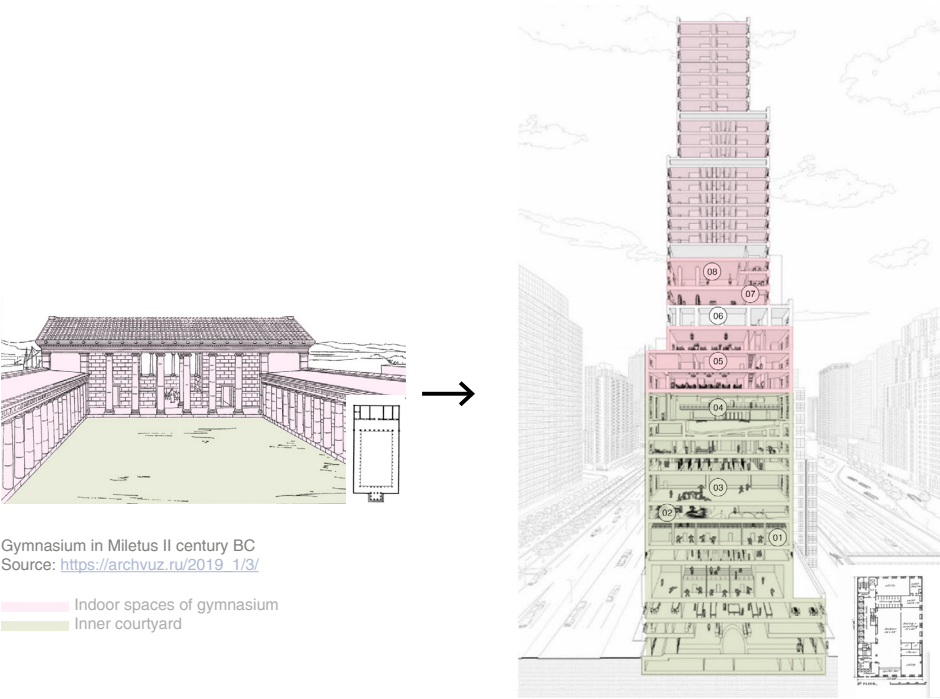 Gymnasium in Miletus II century BC
Source: https://archvuz.ru/2019_1/3/
Indoor spaces of gymnasium
Inner courtyard
08
07
06
05
04
03
02
01